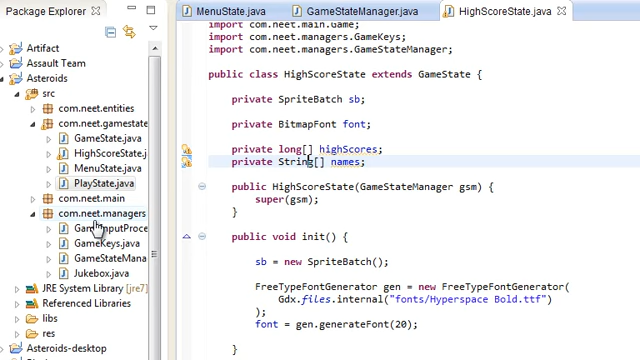 Package Explorer
MenuState.java
GameStateManager.java
HighScoreState.java
Artifact
Assault Team
Asteroids
src
com.neet.entities
com.neet.gamestate
GameState.java
HighScoreState.j
MenuState.java
PlayState.java
com.neet.main
com.neet.managers
GameKeys.java
GameStateMana
Jukebox.java
JRE System Library [jre7]
Referenced Libraries
libs
res
Asteroids-desktop
import com.neet.main.Game;
import com.neet.managers.GameKeys;
import com.neet.managers.GameStateManager;
public class HighScoreState extends GameState {
private SpriteBatch sb;
private BitmapFont font;
private long[] highScores;
private String[] names;
public HighScoreState(GameStateManager gsm) {
super(gsm);
}
public void init() {
sb = new SpriteBatch();
FreeTypeFontGenerator gen = new FreeTypeFontGenerator(
Gdx.files.internal("fonts/Hyperspace Bold.ttf")
);
font = gen.generateFont(20);
}